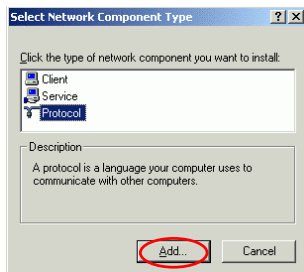 Select Network Component Type
Click the type of network component you want to install:
Client
Service
Protocol
Description
A protocol is a language your computer uses to
communicate with other computers.
Add...
Cancel